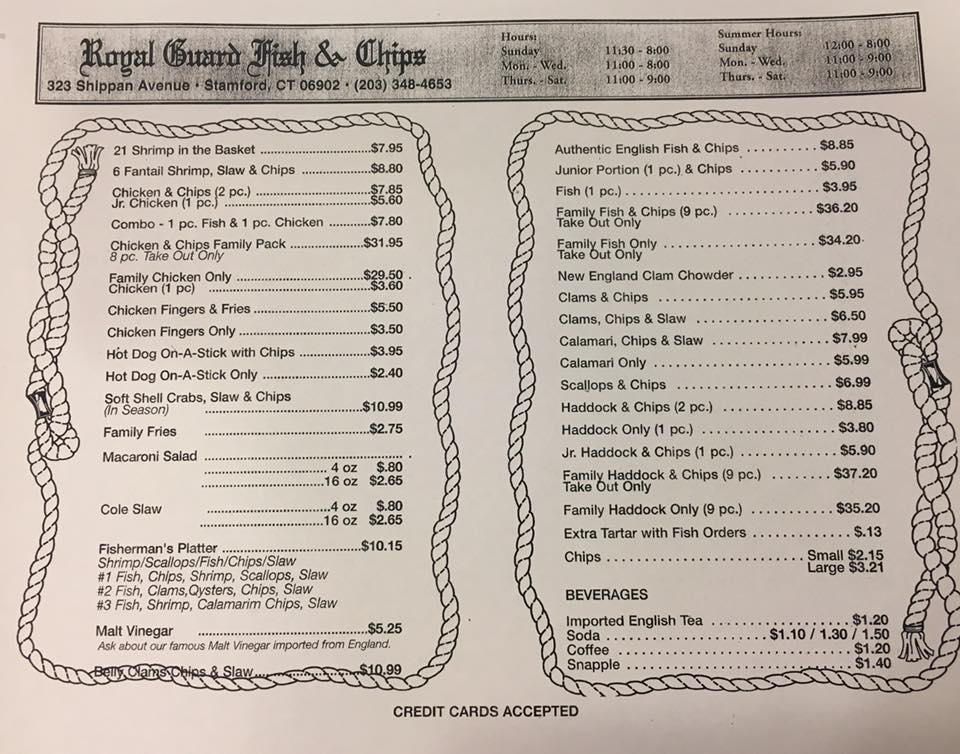 Royal Guard Fish & Chips
323 Shippan Avenue • Stamford, CT 06902 • (203) 348-4653
Hours:
Sunday 11:30 - 8:00
Mon. - Wed. 11:00 - 8:00
Thurs. - Sat. 11:00 - 9:00
Summer Hours:
Sunday 12:00 - 8:00
Mon. - Wed. 11:00 - 9:00
Thurs. - Sat. 11:00 - 9:00
21 Shrimp in the Basket $7.95
6 Fantail Shrimp, Slaw & Chips $8.80
Chicken & Chips (2 pc.) $7.85
Jr. Chicken (1 pc.) $5.60
Combo - 1 pc. Fish & 1 pc. Chicken $7.80
Chicken & Chips Family Pack $31.95
8 pc. Take Out Only
Family Chicken Only $29.50
Chicken (1 pc) $3.60
Chicken Fingers & Fries $5.50
Chicken Fingers Only $3.50
Hot Dog On-A-Stick with Chips $3.95
Hot Dog On-A-Stick Only $2.40
Soft Shell Crabs, Slaw & Chips
(In Season) $10.99
Family Fries $2.75
Macaroni Salad
4 oz $.80
16 oz $2.65
Cole Slaw 4 oz $.80
16 oz $2.65
Fisherman's Platter $10.15
Shrimp/Scallops/Fish/Chips/Slaw
#1 Fish, Chips, Shrimp, Scallops, Slaw
#2 Fish, Clams,Oysters, Chips, Slaw
#3 Fish, Shrimp, Calamarim Chips, Slaw
Malt Vinegar $5.25
Ask about our famous Malt Vinegar imported from England.
Belly Clams Chips & Slaw $10.99
Authentic English Fish & Chips $8.85
Junior Portion (1 pc.) & Chips $5.90
Fish (1 pc.) $3.95
Family Fish & Chips (9 pc.) $36.20
Take Out Only
Family Fish Only $34.20
Take Out Only
New England Clam Chowder $2.95
Clams & Chips $5.95
Clams, Chips & Slaw $6.50
Calamari, Chips & Slaw $7.99
Calamari Only $5.99
Scallops & Chips $6.99
Haddock & Chips (2 pc.) $8.85
Haddock Only (1 pc.) $3.80
Jr. Haddock & Chips (1 pc.) $5.90
Family Haddock & Chips (9 pc.) $37.20
Take Out Only
Family Haddock Only (9 pc.) $35.20
Extra Tartar with Fish Orders $.13
Chips Small $2.15
Large $3.21
BEVERAGES
Imported English Tea $1.20
Soda $1.10 / 1.30 / 1.50
Coffee $1.20
Snapple $1.40
CREDIT CARDS ACCEPTED